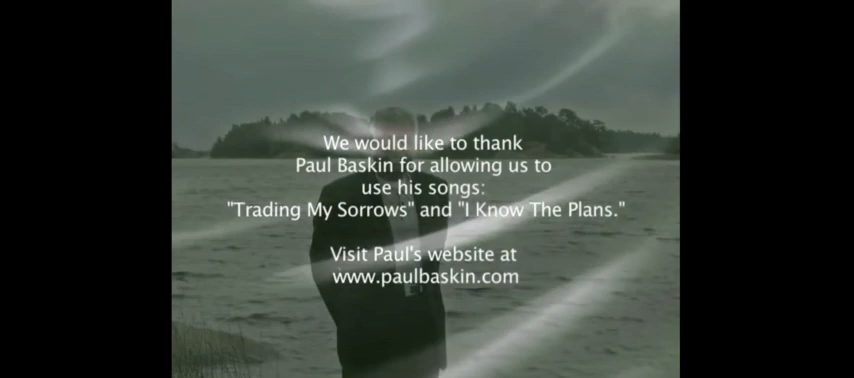 We would like to thank
Paul Baskin for allowing us to
use his songs:
"Trading My Sorrows" and "I Know The Plans."
Visit Paul's website at
www.paulbaskin.com